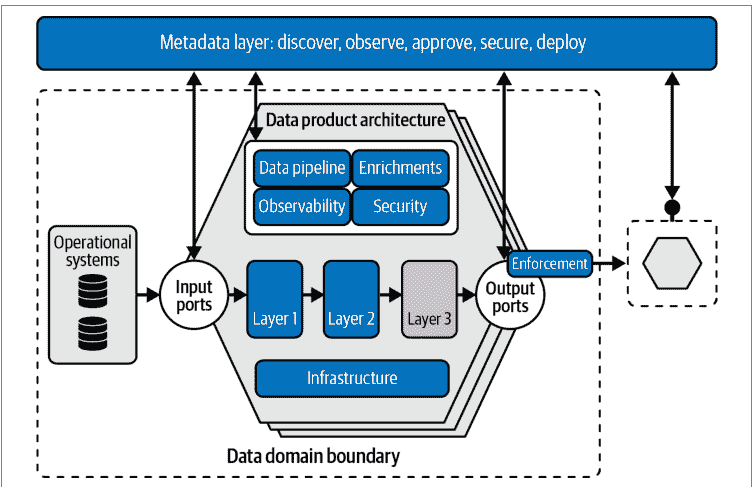 Metadata layer: discover, observe, approve, secure, deploy
Data product architecture
Data pipeline
Enrichments
Observability
Security
Operational
systems
Input
ports
Layer 1
Layer 2
Layer 3
Output
ports
Enforcement
Infrastructure
Data domain boundary